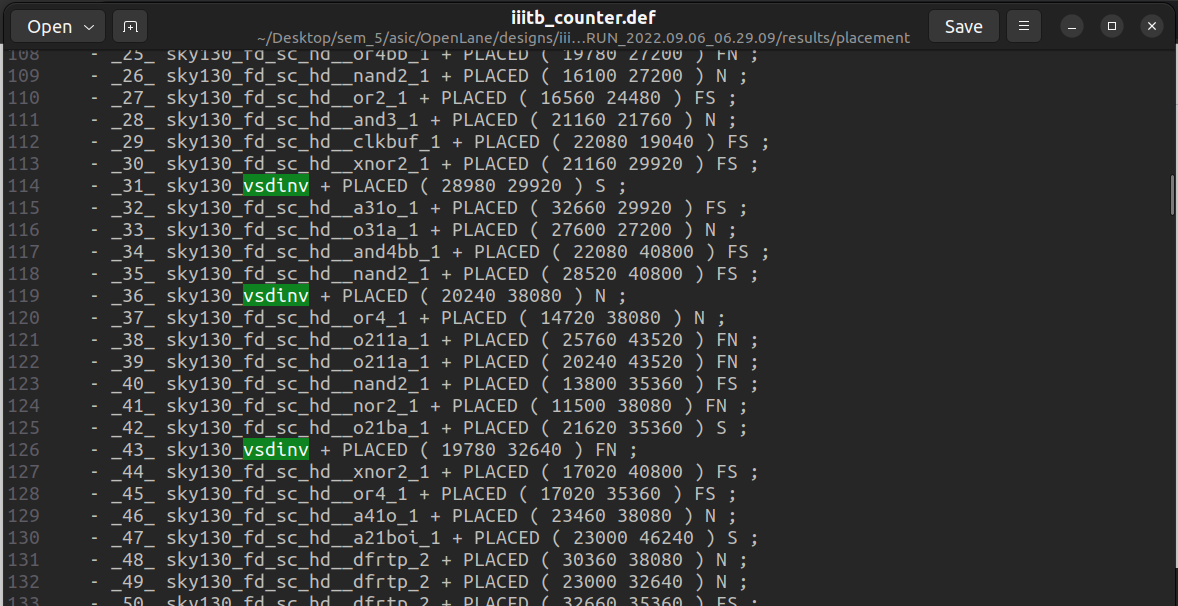 Open
iiitb_counter.def
~/Desktop/sem_5/asic/OpenLane/designs/iii…RUN_2022.09.06_06.29.09/results/placement
Save
108 - _25_ sky130_fd_sc_hd__or4bb_1 + PLACED ( 19780 27200 ) FN ;
109 - _26_ sky130_fd_sc_hd__nand2_1 + PLACED ( 16100 27200 ) N ;
110 - _27_ sky130_fd_sc_hd__or2_1 + PLACED ( 16560 24480 ) FS ;
111 - _28_ sky130_fd_sc_hd__and3_1 + PLACED ( 21160 21760 ) N ;
112 - _29_ sky130_fd_sc_hd__clkbuf_1 + PLACED ( 22080 19040 ) FS ;
113 - _30_ sky130_fd_sc_hd__xnor2_1 + PLACED ( 21160 29920 ) FS ;
114 - _31_ sky130_vsdinv + PLACED ( 28980 29920 ) S ;
115 - _32_ sky130_fd_sc_hd__a31o_1 + PLACED ( 32660 29920 ) FS ;
116 - _33_ sky130_fd_sc_hd__o31a_1 + PLACED ( 27600 27200 ) N ;
117 - _34_ sky130_fd_sc_hd__and4bb_1 + PLACED ( 22080 40800 ) FS ;
118 - _35_ sky130_fd_sc_hd__nand2_1 + PLACED ( 28520 40800 ) FS ;
119 - _36_ sky130_vsdinv + PLACED ( 20240 38080 ) N ;
120 - _37_ sky130_fd_sc_hd__or4_1 + PLACED ( 14720 38080 ) N ;
121 - _38_ sky130_fd_sc_hd__o211a_1 + PLACED ( 25760 43520 ) FN ;
122 - _39_ sky130_fd_sc_hd__o211a_1 + PLACED ( 20240 43520 ) FN ;
123 - _40_ sky130_fd_sc_hd__nand2_1 + PLACED ( 13800 35360 ) FS ;
124 - _41_ sky130_fd_sc_hd__nor2_1 + PLACED ( 11500 38080 ) FN ;
125 - _42_ sky130_fd_sc_hd__o21ba_1 + PLACED ( 21620 35360 ) S ;
126 - _43_ sky130_vsdinv + PLACED ( 19780 32640 ) FN ;
127 - _44_ sky130_fd_sc_hd__xnor2_1 + PLACED ( 17020 40800 ) FS ;
128 - _45_ sky130_fd_sc_hd__or4_1 + PLACED ( 17020 35360 ) FS ;
129 - _46_ sky130_fd_sc_hd__a41o_1 + PLACED ( 23460 38080 ) N ;
130 - _47_ sky130_fd_sc_hd__a21boi_1 + PLACED ( 23000 46240 ) S ;
131 - _48_ sky130_fd_sc_hd__dfrtp_2 + PLACED ( 30360 38080 ) N ;
132 - _49_ sky130_fd_sc_hd__dfrtp_2 + PLACED ( 23000 32640 ) N ;
133 - _50_ sky130_fd_sc_hd__dfrtp_2 + PLACED ( 32660 35360 ) FS ;